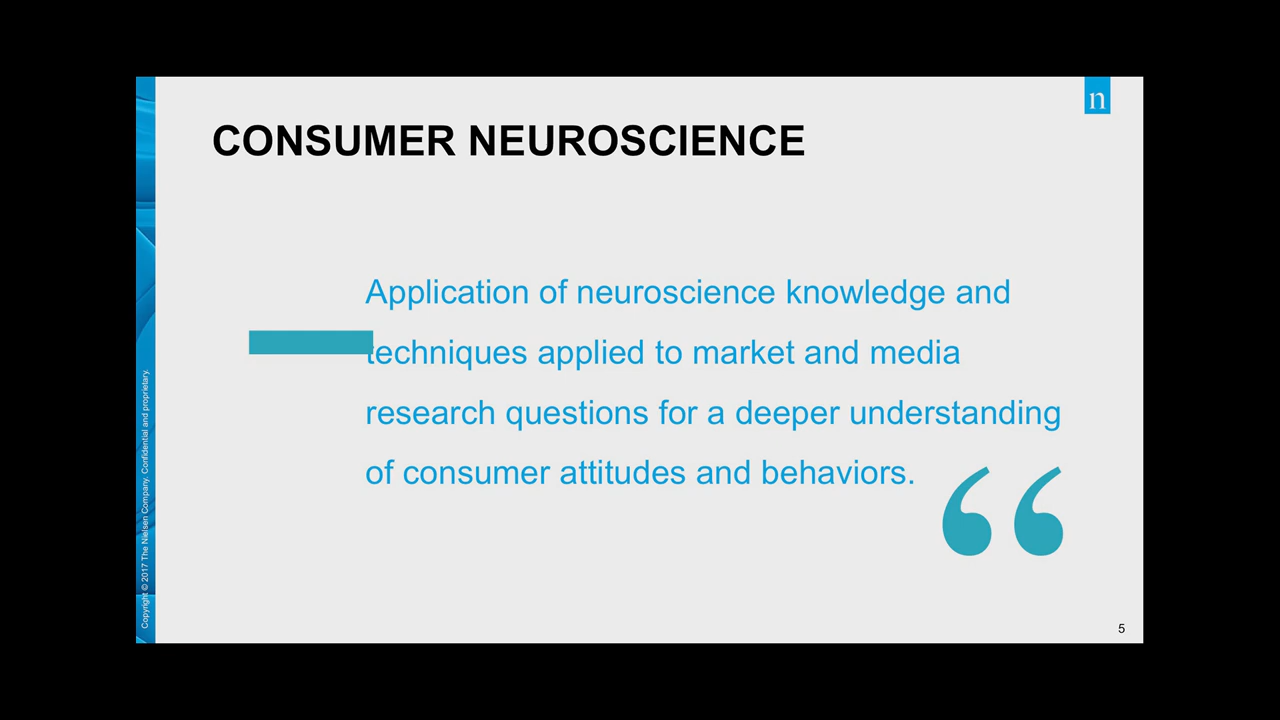 n
CONSUMER NEUROSCIENCE
Application of neuroscience knowledge and
techniques applied to market and media
research questions for a deeper understanding
of consumer attitudes and behaviors.
“
Copyright © 2017 The Nielsen Company. Confidential and proprietary.
5